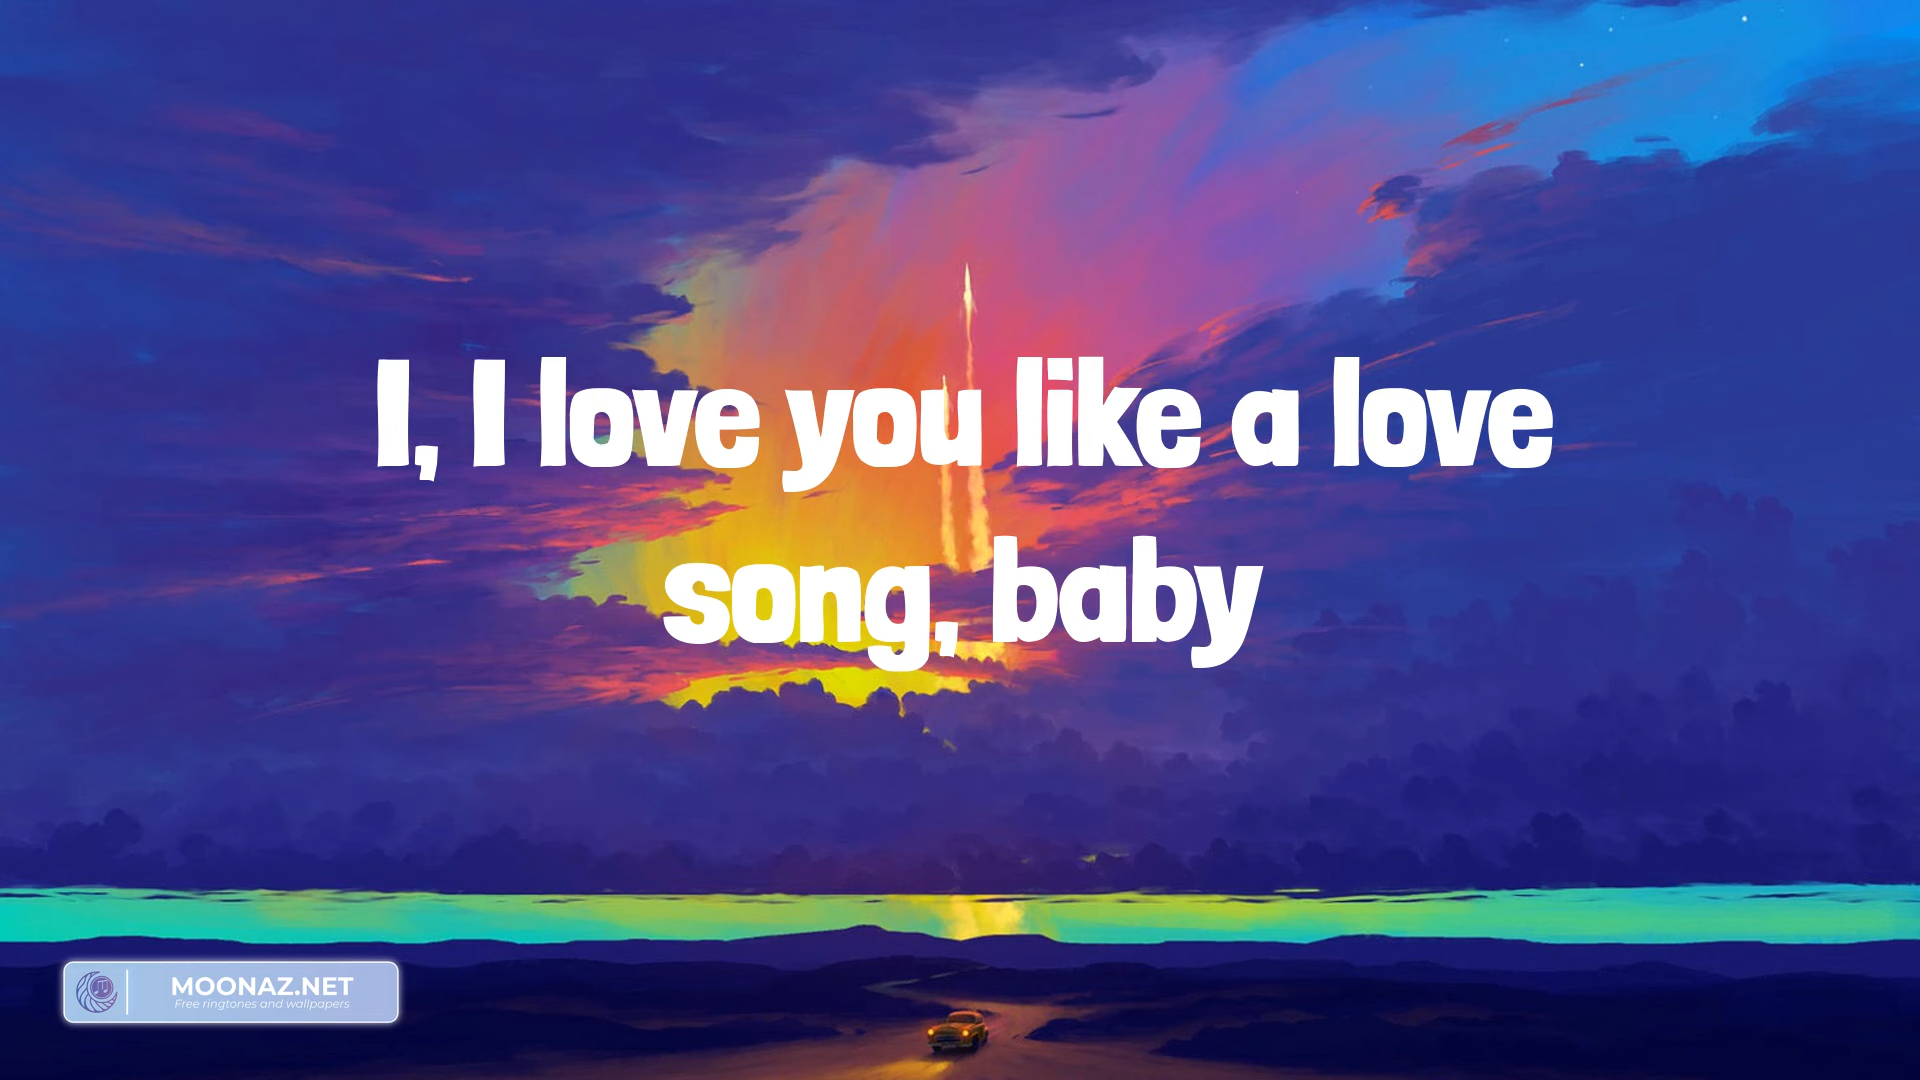 I, I love you like a love
song, baby
MOONAZ.NET
Free ringtones and wallpapers